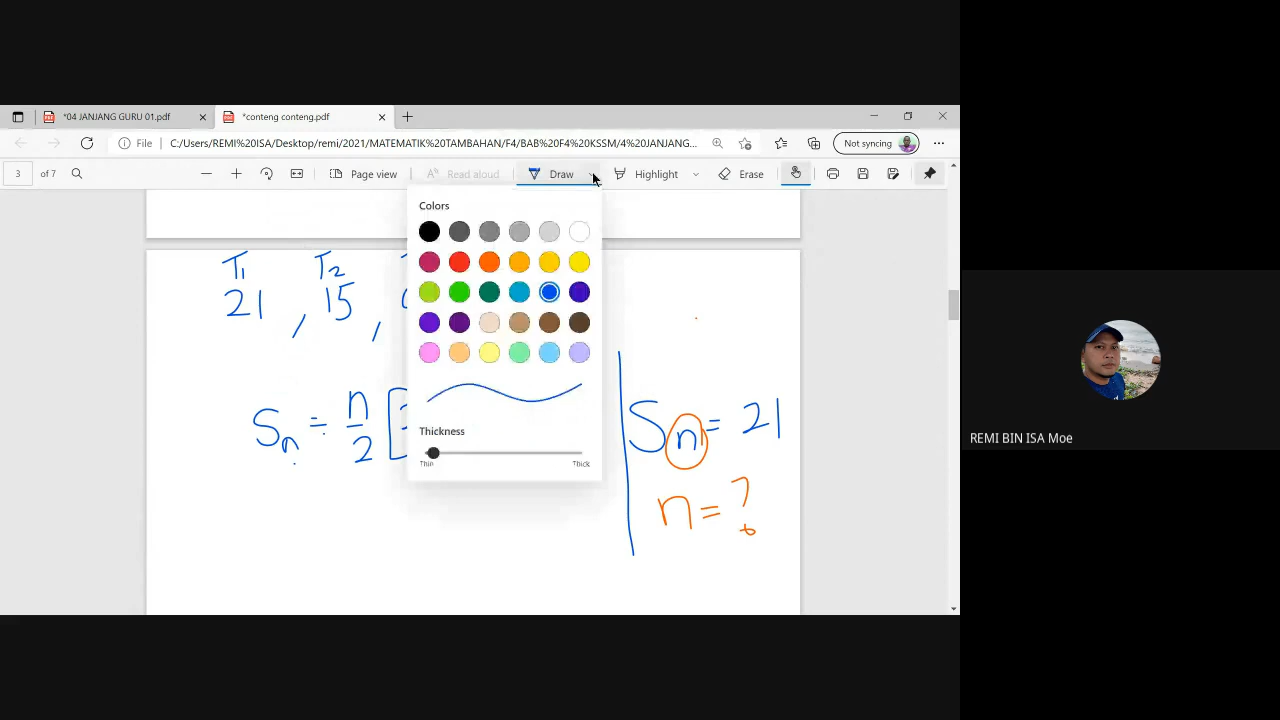 *04 JANJANG GURU 01.pdf
*conteng conteng.pdf
File C:/Users/REMI%20ISA/Desktop/remi/2021/MATEMATIK%20TAMBAHAN/F4/BAB%20F4%20KSSM/4%20JANJANG... Not syncing
3 of 7 Page view Read aloud Draw Highlight Erase
Colors
T₁ T₂
21 , 15 ,
Sₙ = n/2 [
Sₙ = 21
Thickness
Thin Thick
n = ?
REMI BIN ISA Moe